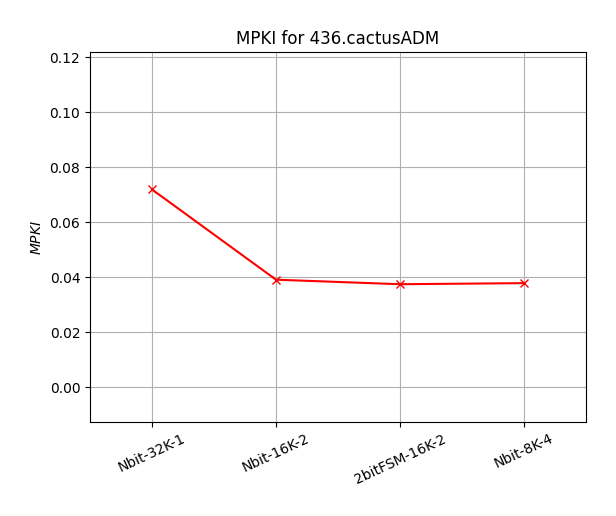 MPKI for 436.cactusADM
MPKI
0.12
0.10
0.08
0.06
0.04
0.02
0.00
Nbit-32K-1
Nbit-16K-2
2bitFSM-16K-2
Nbit-8K-4